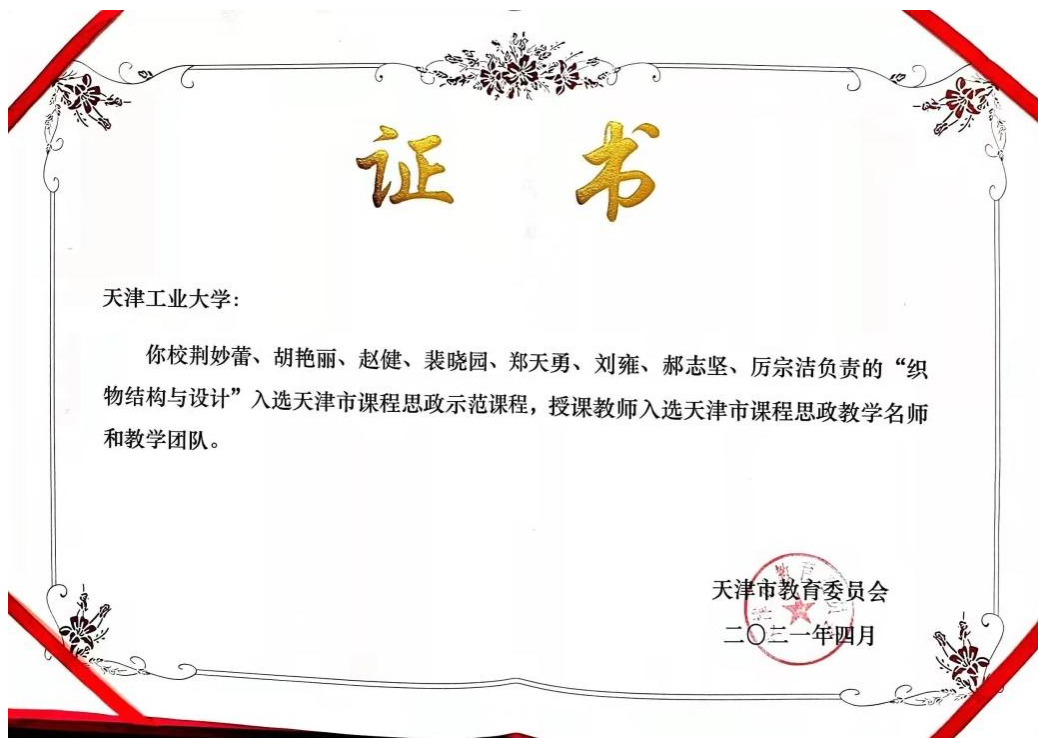 证书
天津工业大学：
你校荆妙蕾、胡艳丽、赵健、裴晓园、郑天勇、刘雍、郝志坚、厉宗洁负责的“织
物结构与设计”入选天津市课程思政示范课程，授课教师入选天津市课程思政教学名师
和教学团队。
天津市教育委员会
二〇二一年四月